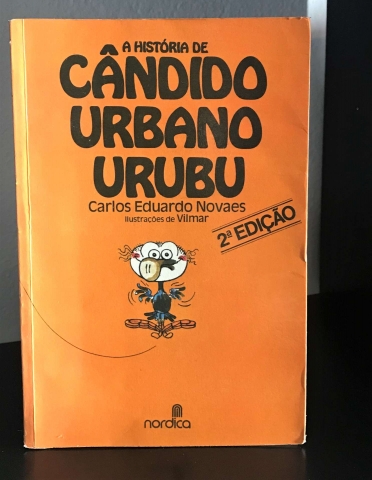 A HISTÓRIA DE
CÂNDIDO
URBANO
URUBU
Carlos Eduardo Novaes
Ilustrações de Vilmar
2ª EDIÇÃO
nordica